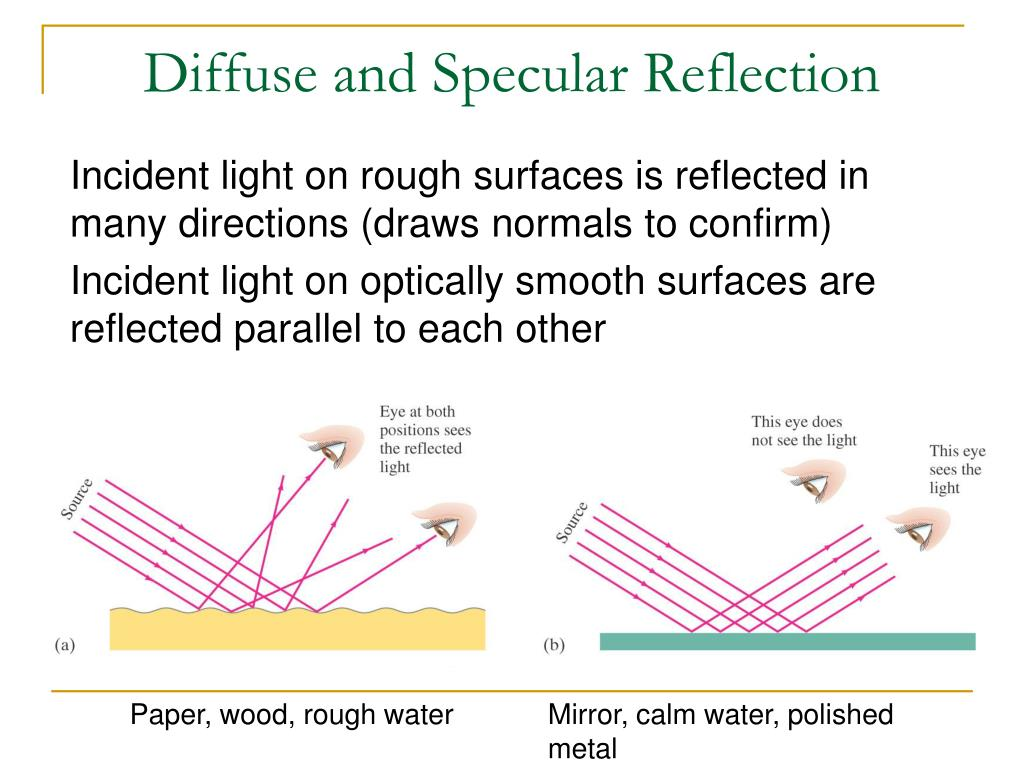 Diffuse and Specular Reflection
Incident light on rough surfaces is reflected in
many directions (draws normals to confirm)
Incident light on optically smooth surfaces are
reflected parallel to each other
Eye at both
positions sees
the reflected
light
Source
(a)
This eye does
not see the light
This eye
sees the
light
Source
(b)
Paper, wood, rough water
Mirror, calm water, polished
metal